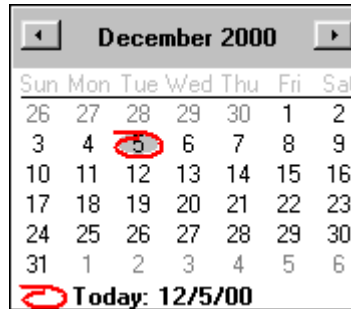 December 2000
Sun Mon Tue Wed Thu Fri Sat
26 27 28 29 30 1 2
3 4 5 6 7 8 9
10 11 12 13 14 15 16
17 18 19 20 21 22 23
24 25 26 27 28 29 30
31 1 2 3 4 5 6
Today: 12/5/00